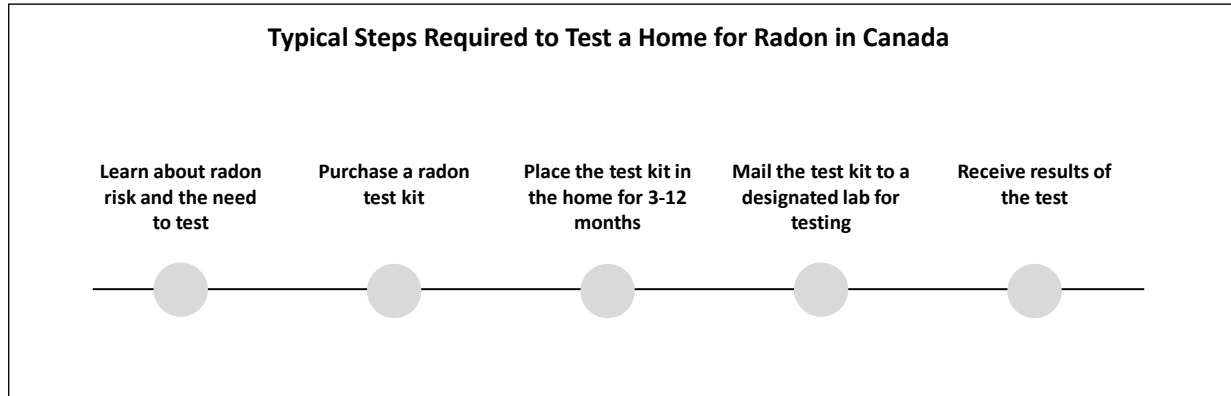 Typical Steps Required to Test a Home for Radon in Canada
Learn about radon
risk and the need
to test
Purchase a radon
test kit
Place the test kit in
the home for 3-12
months
Mail the test kit to a
designated lab for
testing
Receive results of
the test